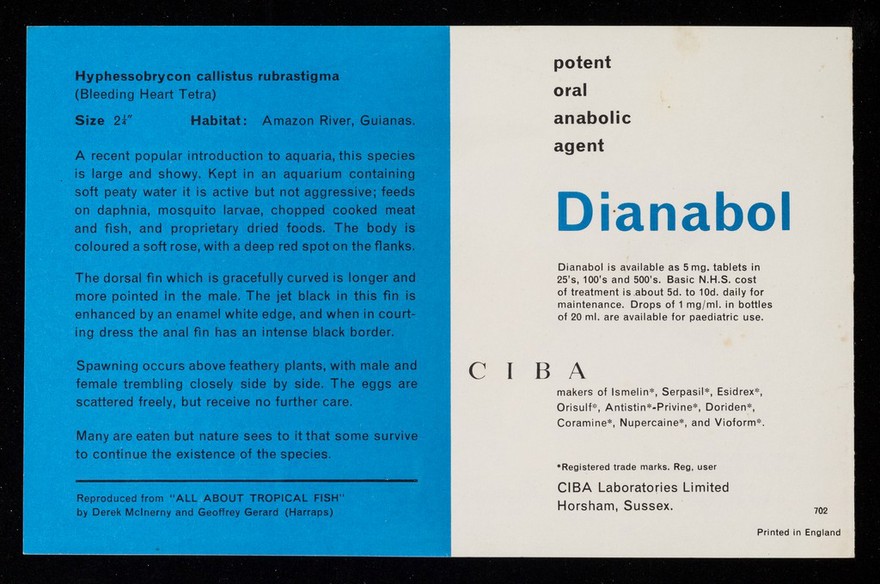 Hyphessobrycon callistus rubrastigma
(Bleeding Heart Tetra)
Size 2¼″ Habitat: Amazon River, Guianas.
A recent popular introduction to aquaria, this species
is large and showy. Kept in an aquarium containing
soft peaty water it is active but not aggressive; feeds
on daphnia, mosquito larvae, chopped cooked meat
and fish, and proprietary dried foods. The body is
coloured a soft rose, with a deep red spot on the flanks.
The dorsal fin which is gracefully curved is longer and
more pointed in the male. The jet black in this fin is
enhanced by an enamel white edge, and when in court-
ing dress the anal fin has an intense black border.
Spawning occurs above feathery plants, with male and
female trembling closely side by side. The eggs are
scattered freely, but receive no further care.
Many are eaten but nature sees to it that some survive
to continue the existence of the species.
Reproduced from "ALL ABOUT TROPICAL FISH"
by Derek McInerny and Geoffrey Gerard (Harraps)
potent
oral
anabolic
agent
Dianabol
Dianabol is available as 5 mg. tablets in
25's, 100's and 500's. Basic N.H.S. cost
of treatment is about 5d. to 10d. daily for
maintenance. Drops of 1 mg/ml. in bottles
of 20 ml. are available for paediatric use.
CIBA
makers of Ismelin*, Serpasil*, Esidrex*,
Orisulf*, Antistin*-Privine*, Doriden*,
Coramine*, Nupercaine*, and Vioform*.
*Registered trade marks. Reg, user
CIBA Laboratories Limited
Horsham, Sussex.
702
Printed in England